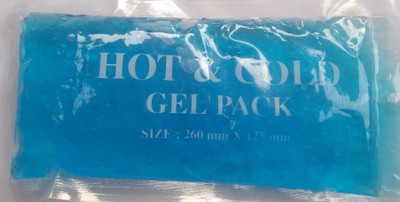 HOT & COLD
GEL PACK
SIZE : 260 mm X 125 mm